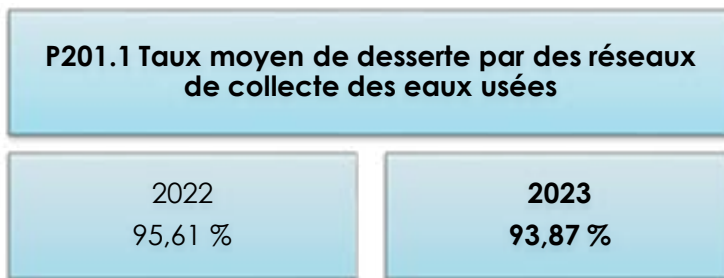 P201.1 Taux moyen de desserte par des réseaux
de collecte des eaux usées
2022
95,61 %
2023
93,87 %